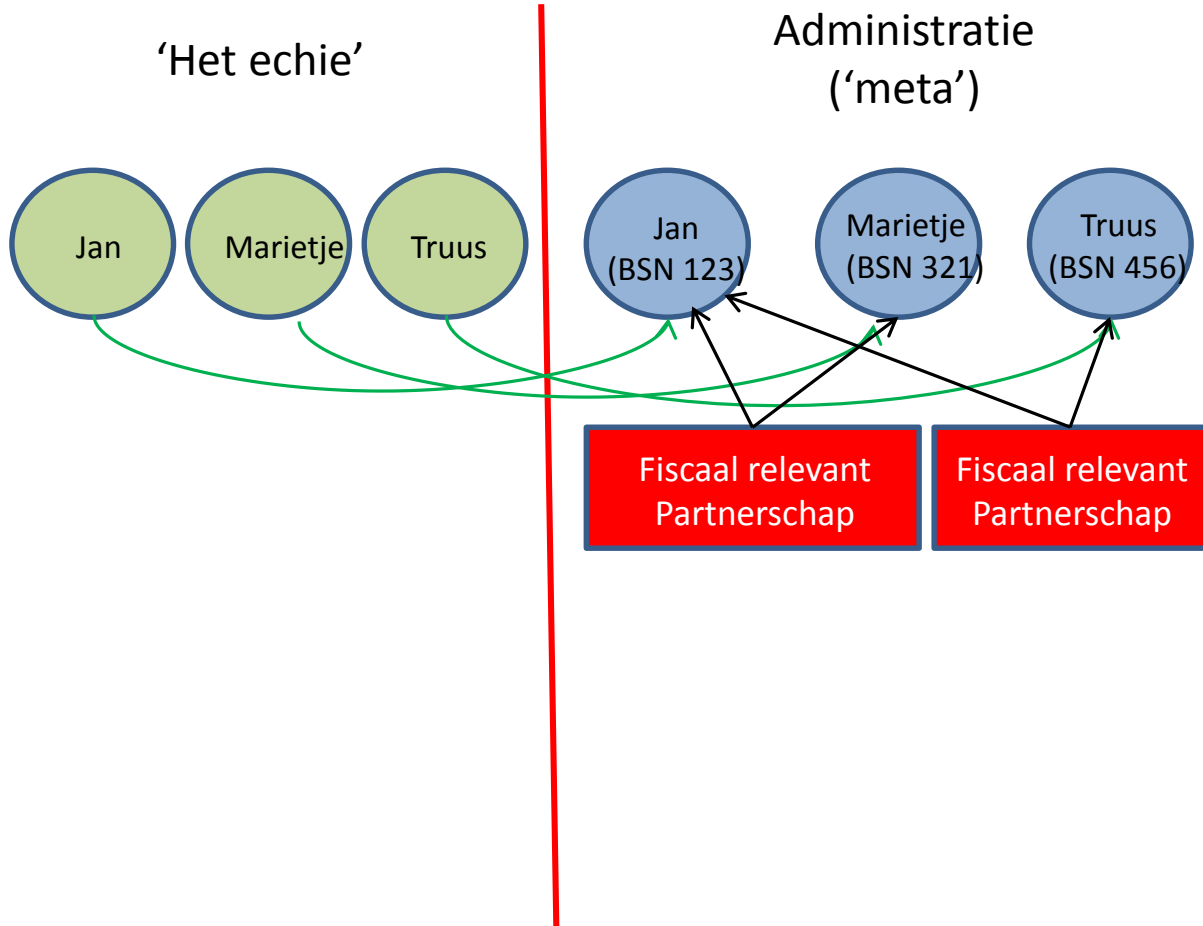 ‘Het echie’
Administratie
(‘meta’)
Jan
Marietje
Truus
Jan
(BSN 123)
Marietje
(BSN 321)
Truus
(BSN 456)
Fiscaal relevant
Partnerschap
Fiscaal relevant
Partnerschap